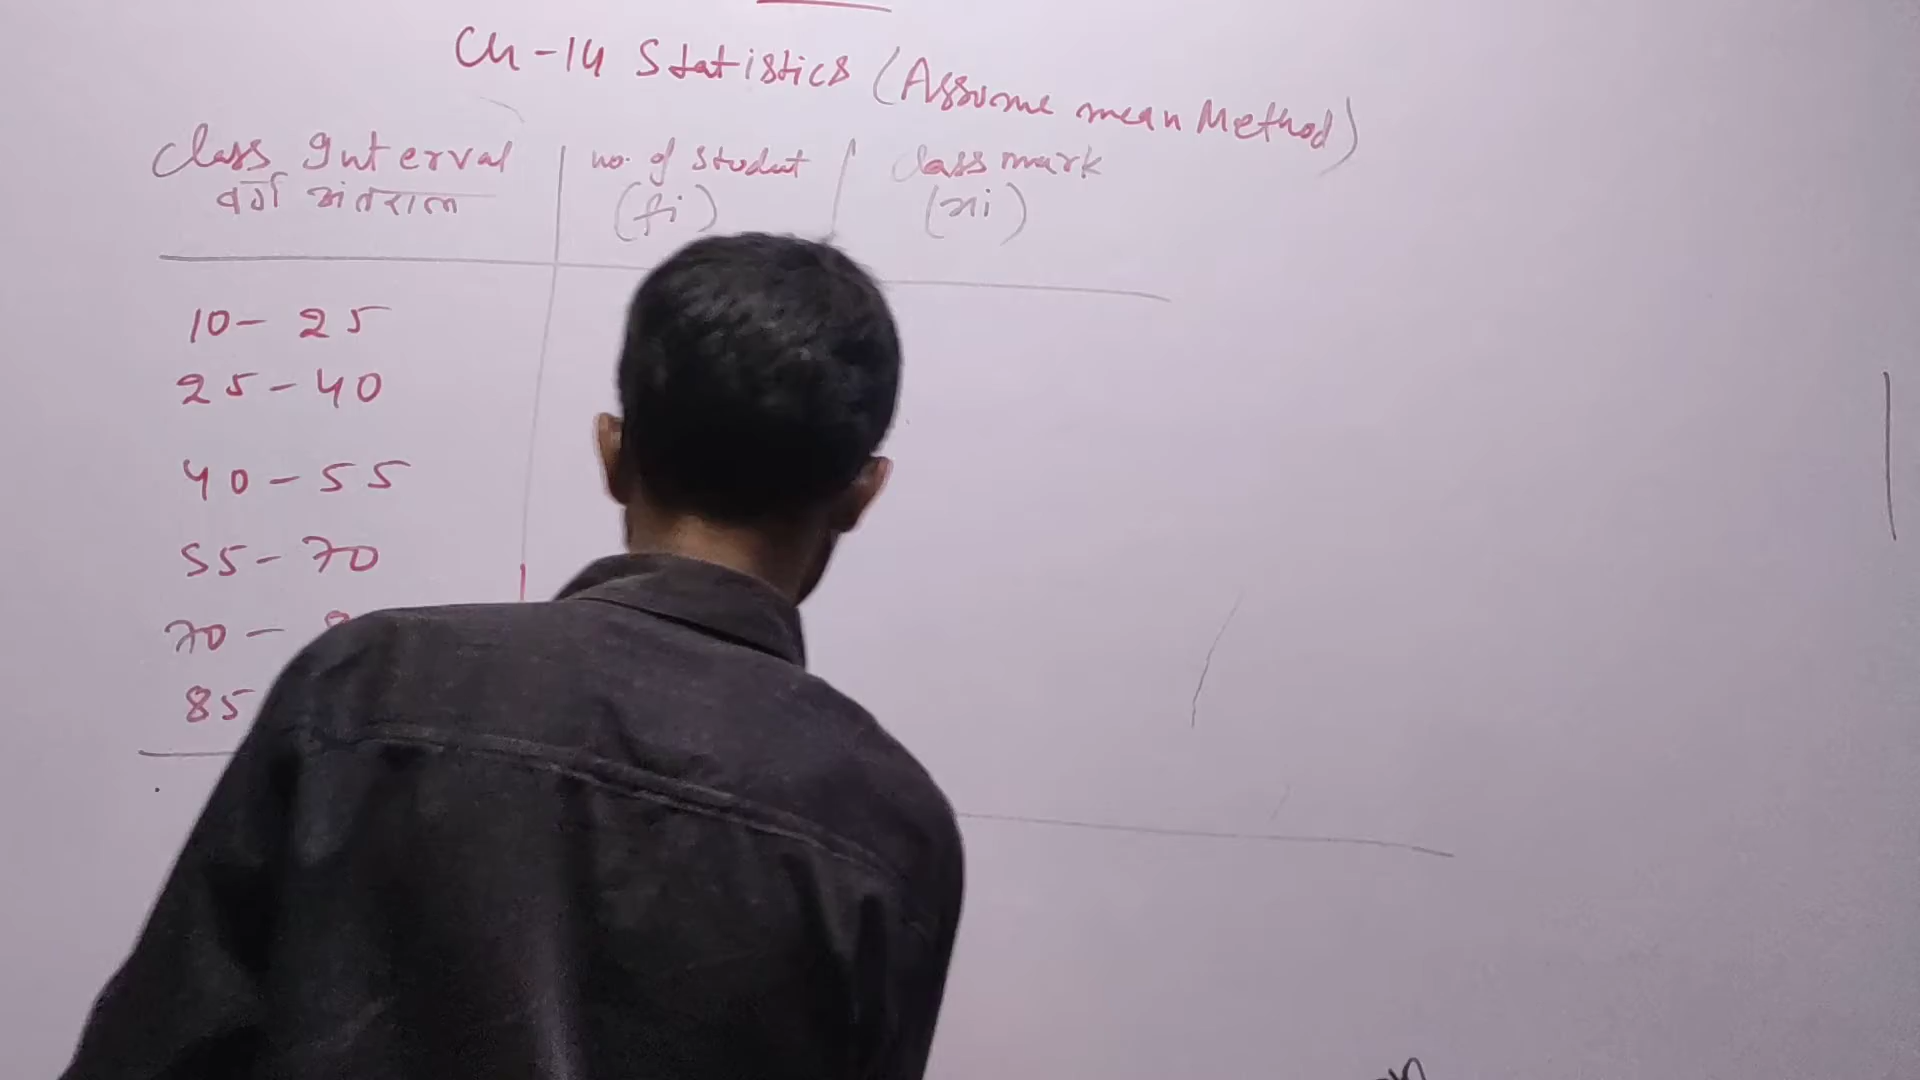 Ch-14 Statistics (Assume mean Method)
Class Interval
वर्ग अंतराल
no. of student
(fi)
Class mark
(xi)
10- 25
25-40
40-55
55-70
70-
85